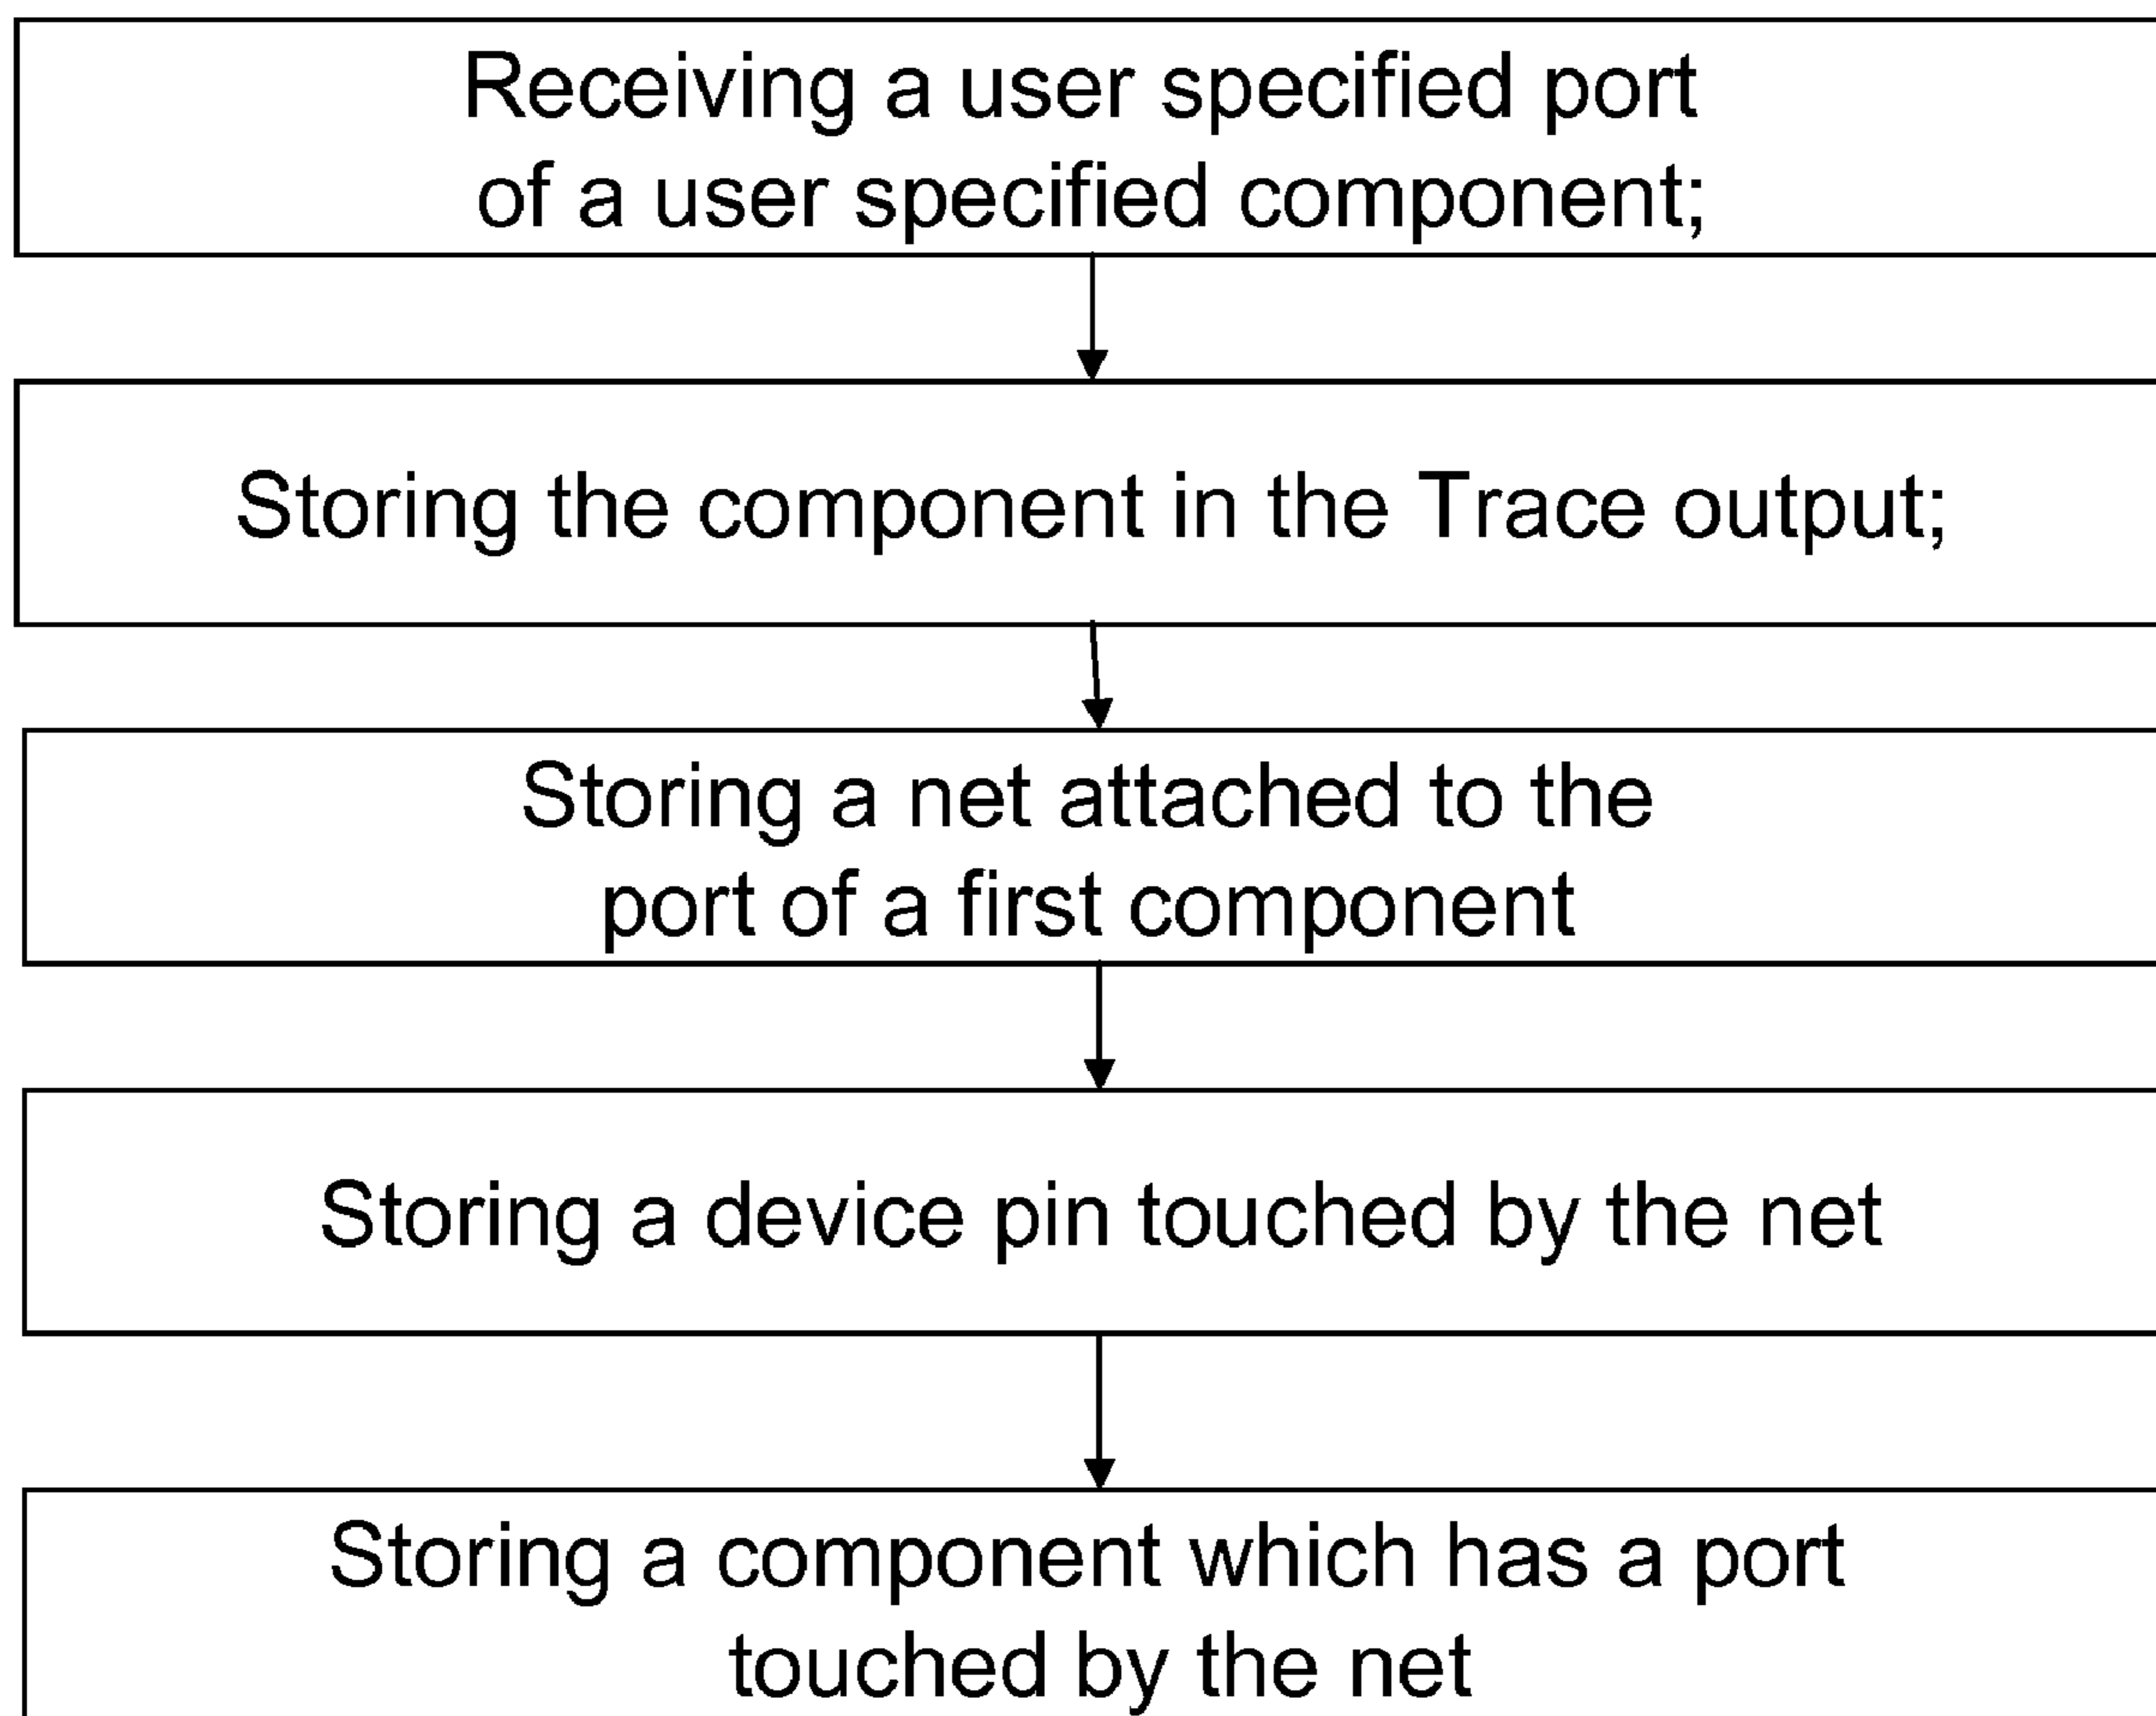 Receiving a user specified port
of a user specified component;
Storing the component in the Trace output;
Storing a net attached to the
port of a first component
Storing a device pin touched by the net
Storing a component which has a port
touched by the net